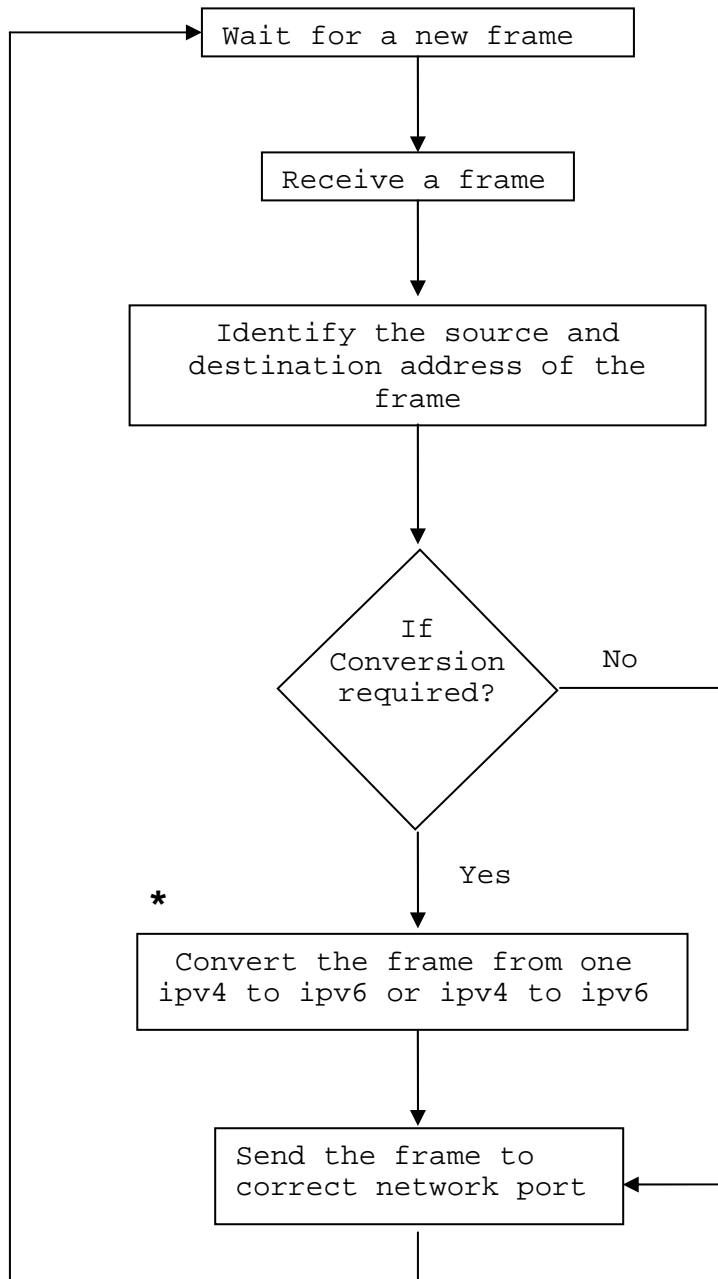 Wait for a new frame
Receive a frame
Identify the source and
destination address of the
frame
If
Conversion
required?
No
Yes
*
Convert the frame from one
ipv4 to ipv6 or ipv4 to ipv6
Send the frame to
correct network port